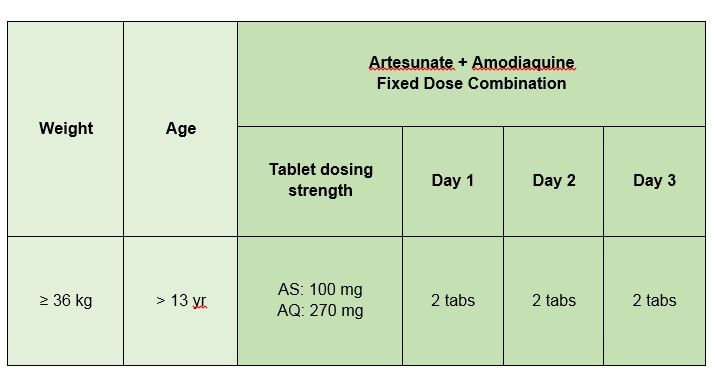 Weight
Age
Artesunate + Amodiaquine
Fixed Dose Combination
Tablet dosing
strength
Day 1
Day 2
Day 3
≥ 36 kg
> 13 yr
AS: 100 mg
AQ: 270 mg
2 tabs
2 tabs
2 tabs